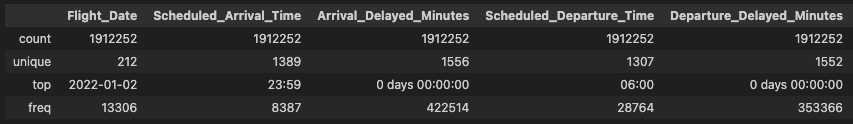 Flight_Date Scheduled_Arrival_Time Arrival_Delayed_Minutes Scheduled_Departure_Time Departure_Delayed_Minutes
count 1912252 1912252 1912252 1912252 1912252
unique 212 1389 1556 1307 1552
top 2022-01-02 23:59 0 days 00:00:00 06:00 0 days 00:00:00
freq 13306 8387 422514 28764 353366